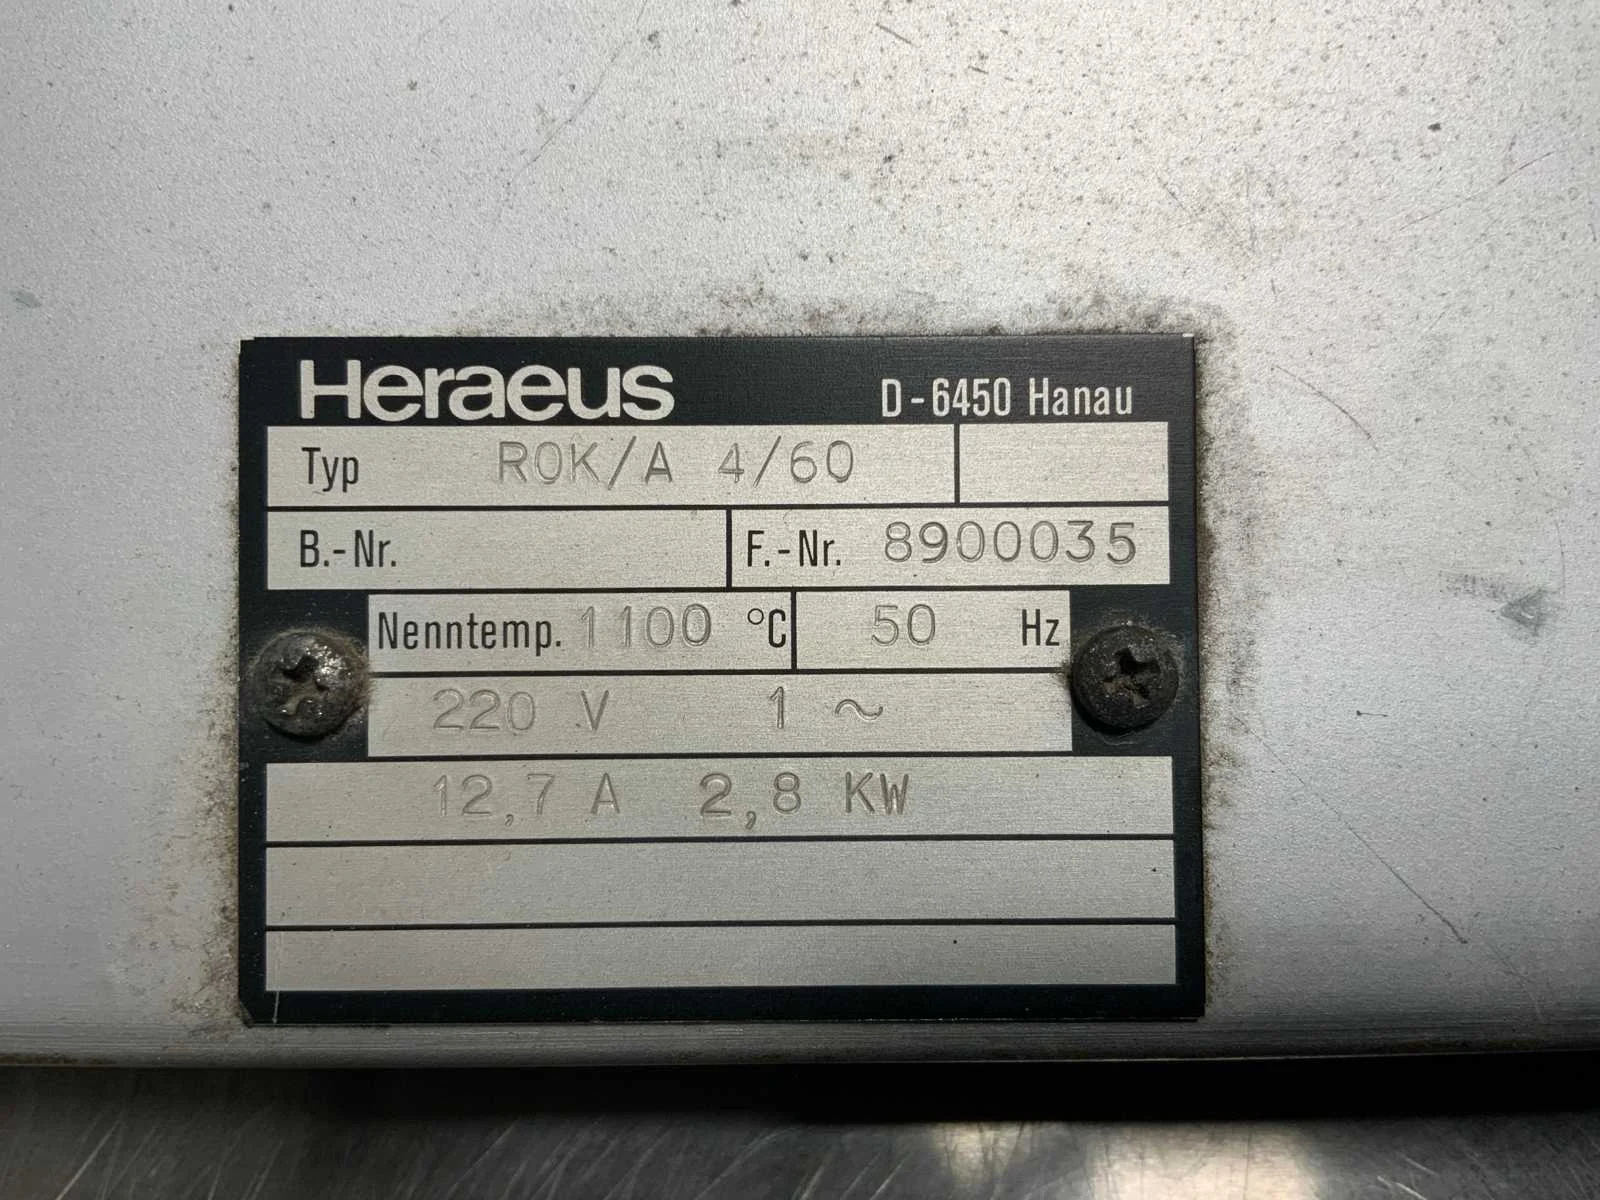 Heraeus D-6450 Hanau
Typ ROK/A 4/60
B.-Nr. F.-Nr. 8900035
Nenntemp. 1100 °C 50 Hz
220 V 1 ~
12,7 A 2,8 KW